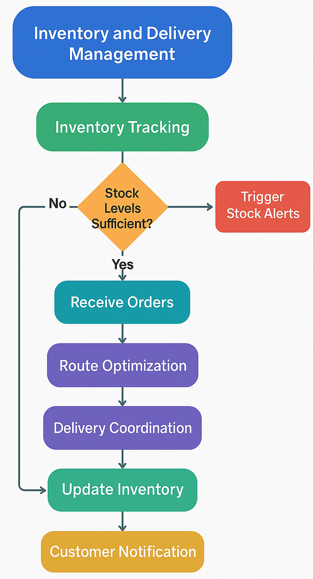 Inventory and Delivery
Management
Inventory Tracking
Stock
Levels
Sufficient?
No
Trigger
Stock Alerts
Yes
Receive Orders
Route Optimization
Delivery Coordination
Update Inventory
Customer Notification